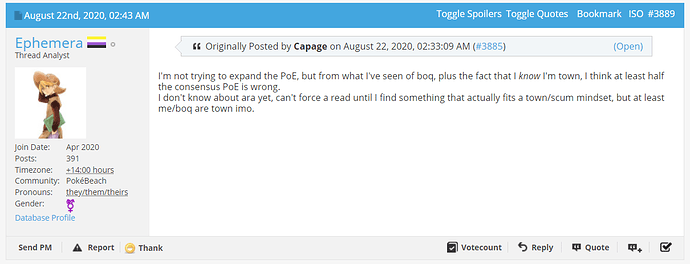 August 22nd, 2020, 02:43 AM
Toggle Spoilers Toggle Quotes Bookmark ISO #3889
Ephemera
Thread Analyst
Originally Posted by Capage on August 22, 2020, 02:33:09 AM (#3885) (Open)
I'm not trying to expand the PoE, but from what I've seen of boq, plus the fact that I know I'm town, I think at least half
the consensus PoE is wrong.
I don't know about ara yet, can't force a read until I find something that actually fits a town/scum mindset, but at least
me/boq are town imo.
Join Date: Apr 2020
Posts: 391
Timezone: +14:00 hours
Community: PokéBeach
Pronouns: they/them/theirs
Gender:
Database Profile
Send PM Report Thank Votecount Reply Quote